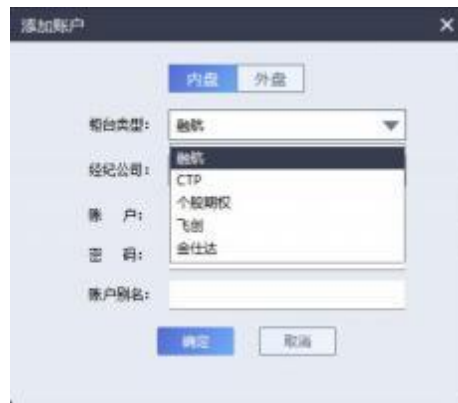 添加账户
内盘 外盘
柜台类型: 融航
经纪公司:
融航
CTP
个股期权
账 户:
飞创
密 码:
金仕达
账户别名:
确定 取消